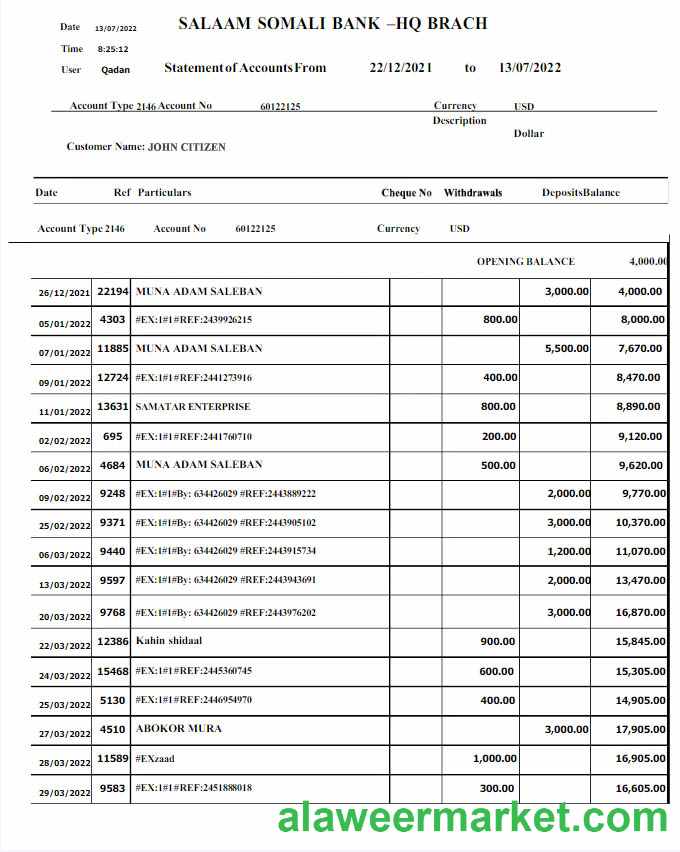 Date 13/07/2022 SALAAM SOMALI BANK –HQ BRACH
Time 8:25:12
User Qadan Statement of Accounts From 22/12/2021 to 13/07/2022
Account Type 2146 Account No 60122125 Currency USD
Description
Dollar
Customer Name: JOHN CITIZEN
Date Ref Particulars Cheque No Withdrawals DepositsBalance
Account Type 2146 Account No 60122125 Currency USD
OPENING BALANCE 4,000.00
26/12/2021 22194 MUNA ADAM SALEBAN 3,000.00 4,000.00
05/01/2022 4303 #EX:1#1#REF:2439926215 800.00 8,000.00
07/01/2022 11885 MUNA ADAM SALEBAN 5,500.00 7,670.00
09/01/2022 12724 #EX:1#1#REF:2441273916 400.00 8,470.00
11/01/2022 13631 SAMATAR ENTERPRISE 800.00 8,890.00
02/02/2022 695 #EX:1#1#REF:2441760710 200.00 9,120.00
06/02/2022 4684 MUNA ADAM SALEBAN 500.00 9,620.00
09/02/2022 9248 #EX:1#1#By: 634426029 #REF:2443889222 2,000.00 9,770.00
25/02/2022 9371 #EX:1#1#By: 634426029 #REF:2443905102 3,000.00 10,370.00
06/03/2022 9440 #EX:1#1#By: 634426029 #REF:2443915734 1,200.00 11,070.00
13/03/2022 9597 #EX:1#1#By: 634426029 #REF:2443943691 2,000.00 13,470.00
20/03/2022 9768 #EX:1#1#By: 634426029 #REF:2443976202 3,000.00 16,870.00
22/03/2022 12386 Kahin shidaal 900.00 15,845.00
24/03/2022 15468 #EX:1#1#REF:2445360745 600.00 15,305.00
25/03/2022 5130 #EX:1#1#REF:2446954970 400.00 14,905.00
27/03/2022 4510 ABOKOR MURA 3,000.00 17,905.00
28/03/2022 11589 #EXzaad 1,000.00 16,905.00
29/03/2022 9583 #EX:1#1#REF:2451888018 300.00 16,605.00
alaweermarket.com